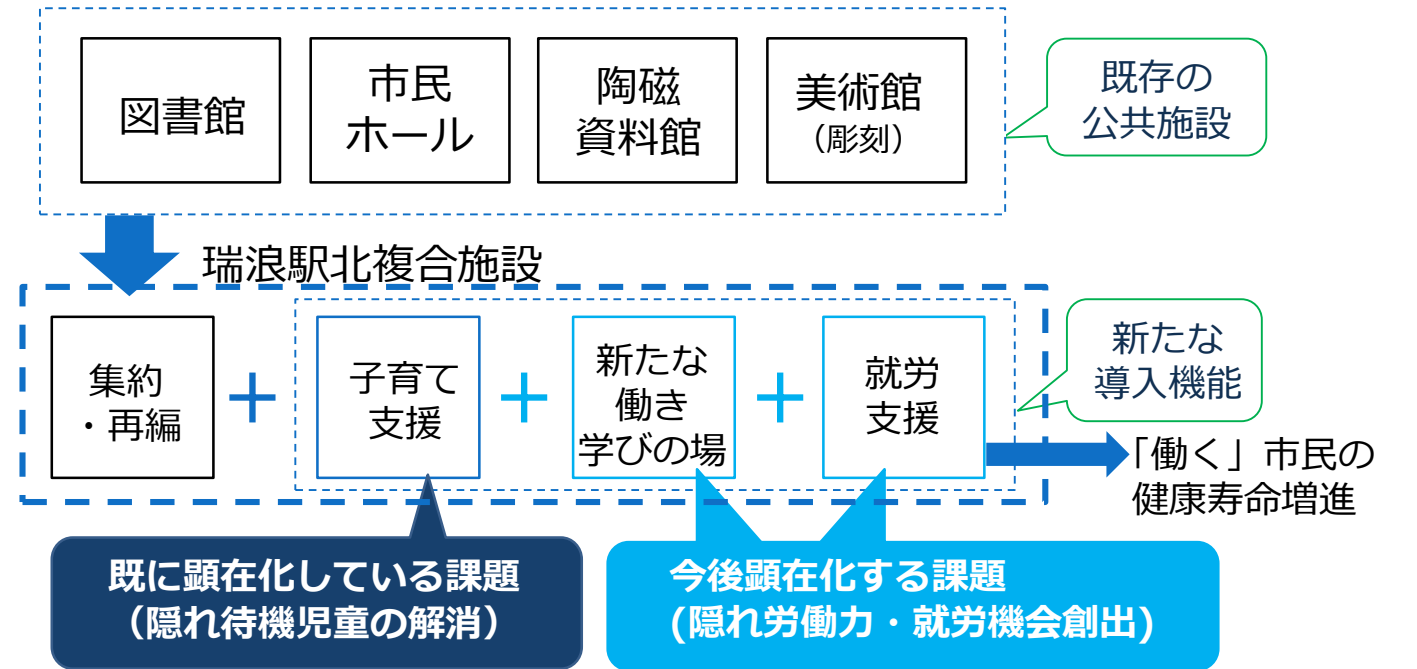 図書館
市民
ホール
陶磁
資料館
美術館
（彫刻）
既存の
公共施設
瑞浪駅北複合施設
集約
・再編
＋
子育て
支援
＋
新たな
働き
学びの場
＋
就労
支援
新たな
導入機能
「働く」市民の
健康寿命増進
既に顕在化している課題
（隠れ待機児童の解消）
今後顕在化する課題
(隠れ労働力・就労機会創出)